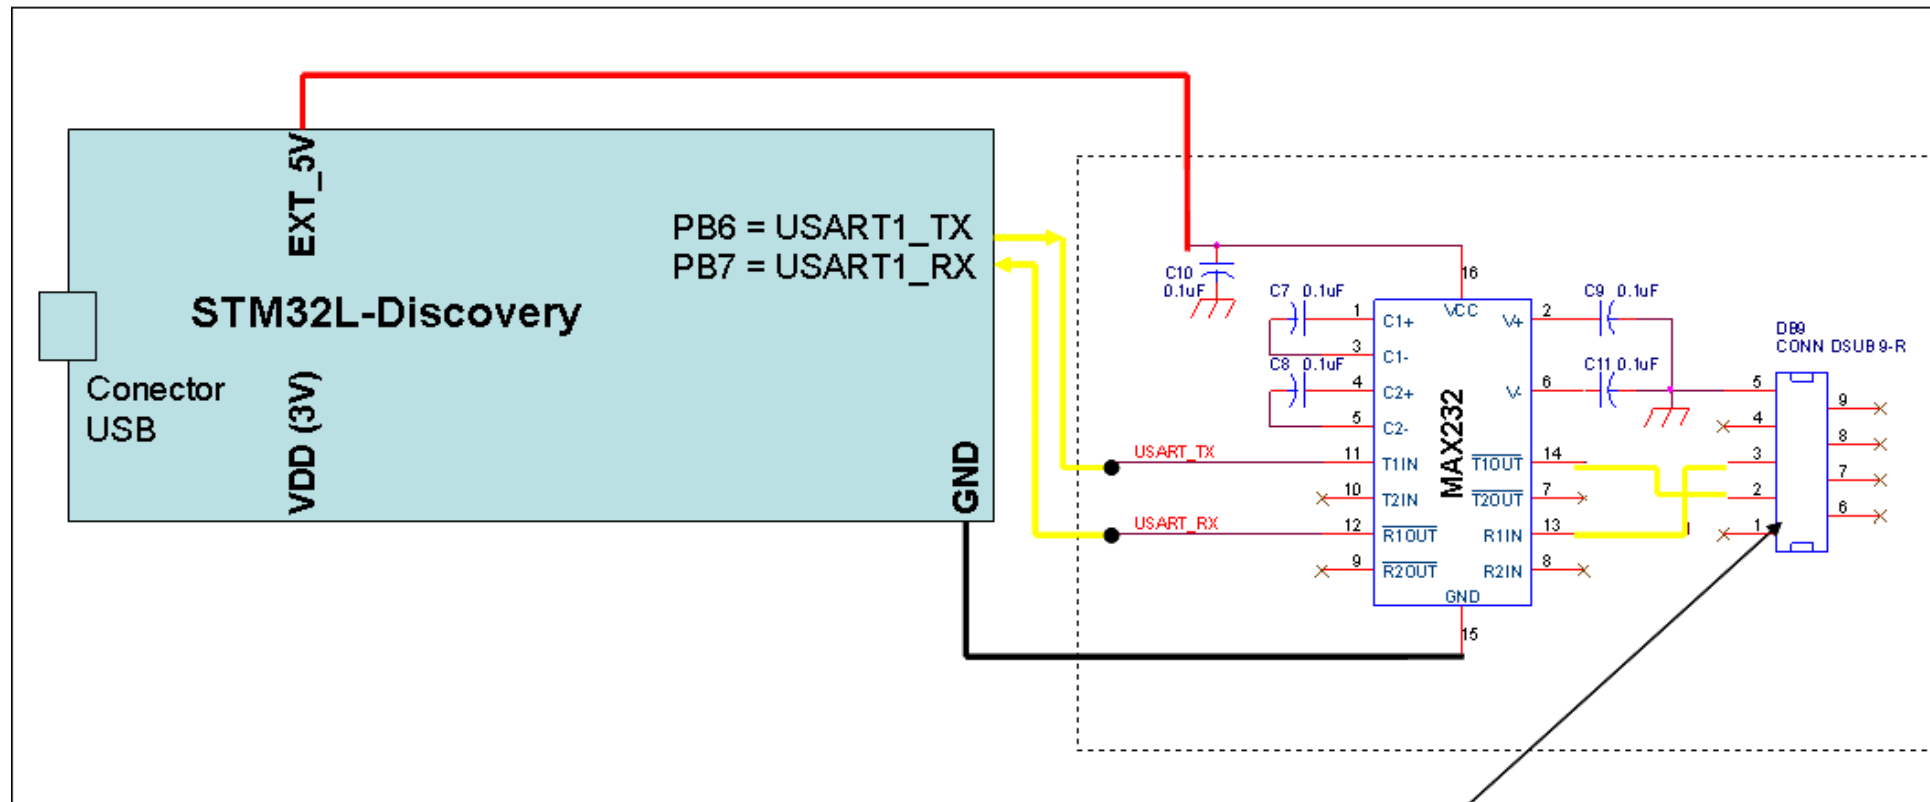 EXT_5V
PB6 = USART1_TX
PB7 = USART1_RX
STM32L-Discovery
Conector
USB
VDD (3V)
GND
C10
0.1uF
16
C7 0.1uF
C9 0.1uF
1
C1+
VCC
V+
2
3
C1-
C8 0.1uF
C11 0.1uF
4
C2+
V-
6
5
C2-
MAX232
USART_TX
11
T1IN
T1OUT
14
10
T2IN
T2OUT
7
USART_RX
12
R1OUT
R1IN
13
9
R2OUT
R2IN
8
GND
15
DB9
CONN DSUB 9-R
5
9
4
8
3
7
2
6
1